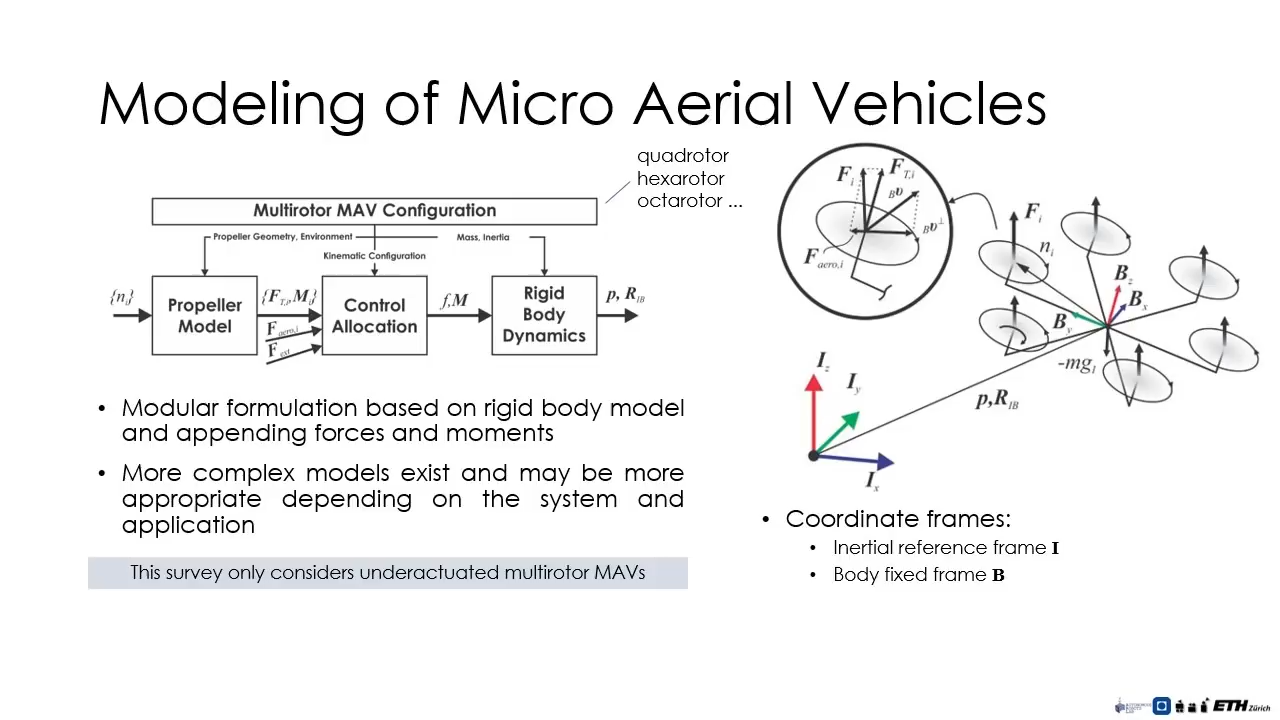 Modeling of Micro Aerial Vehicles
quadrotor
hexarotor
octarotor ...
Multirotor MAV Configuration
Propeller Geometry, Environment
Mass, Inertia
Kinematic Configuration
{nᵢ}
Propeller
Model
{F_T,i, Mᵢ}
F_aero,i
F_ext
Control
Allocation
f,M
Rigid
Body
Dynamics
p, R_IB
• Modular formulation based on rigid body model
and appending forces and moments
• More complex models exist and may be more
appropriate depending on the system and
application
This survey only considers underactuated multirotor MAVs
F_i
F_T,i
_Bυ
_Bυ^⊥
F_aero,i
F_i
n_i
B_z
B_x
B_y
-mg_I
p,R_IB
I_z
I_y
I_x
• Coordinate frames:
• Inertial reference frame I
• Body fixed frame B
ETH Zürich